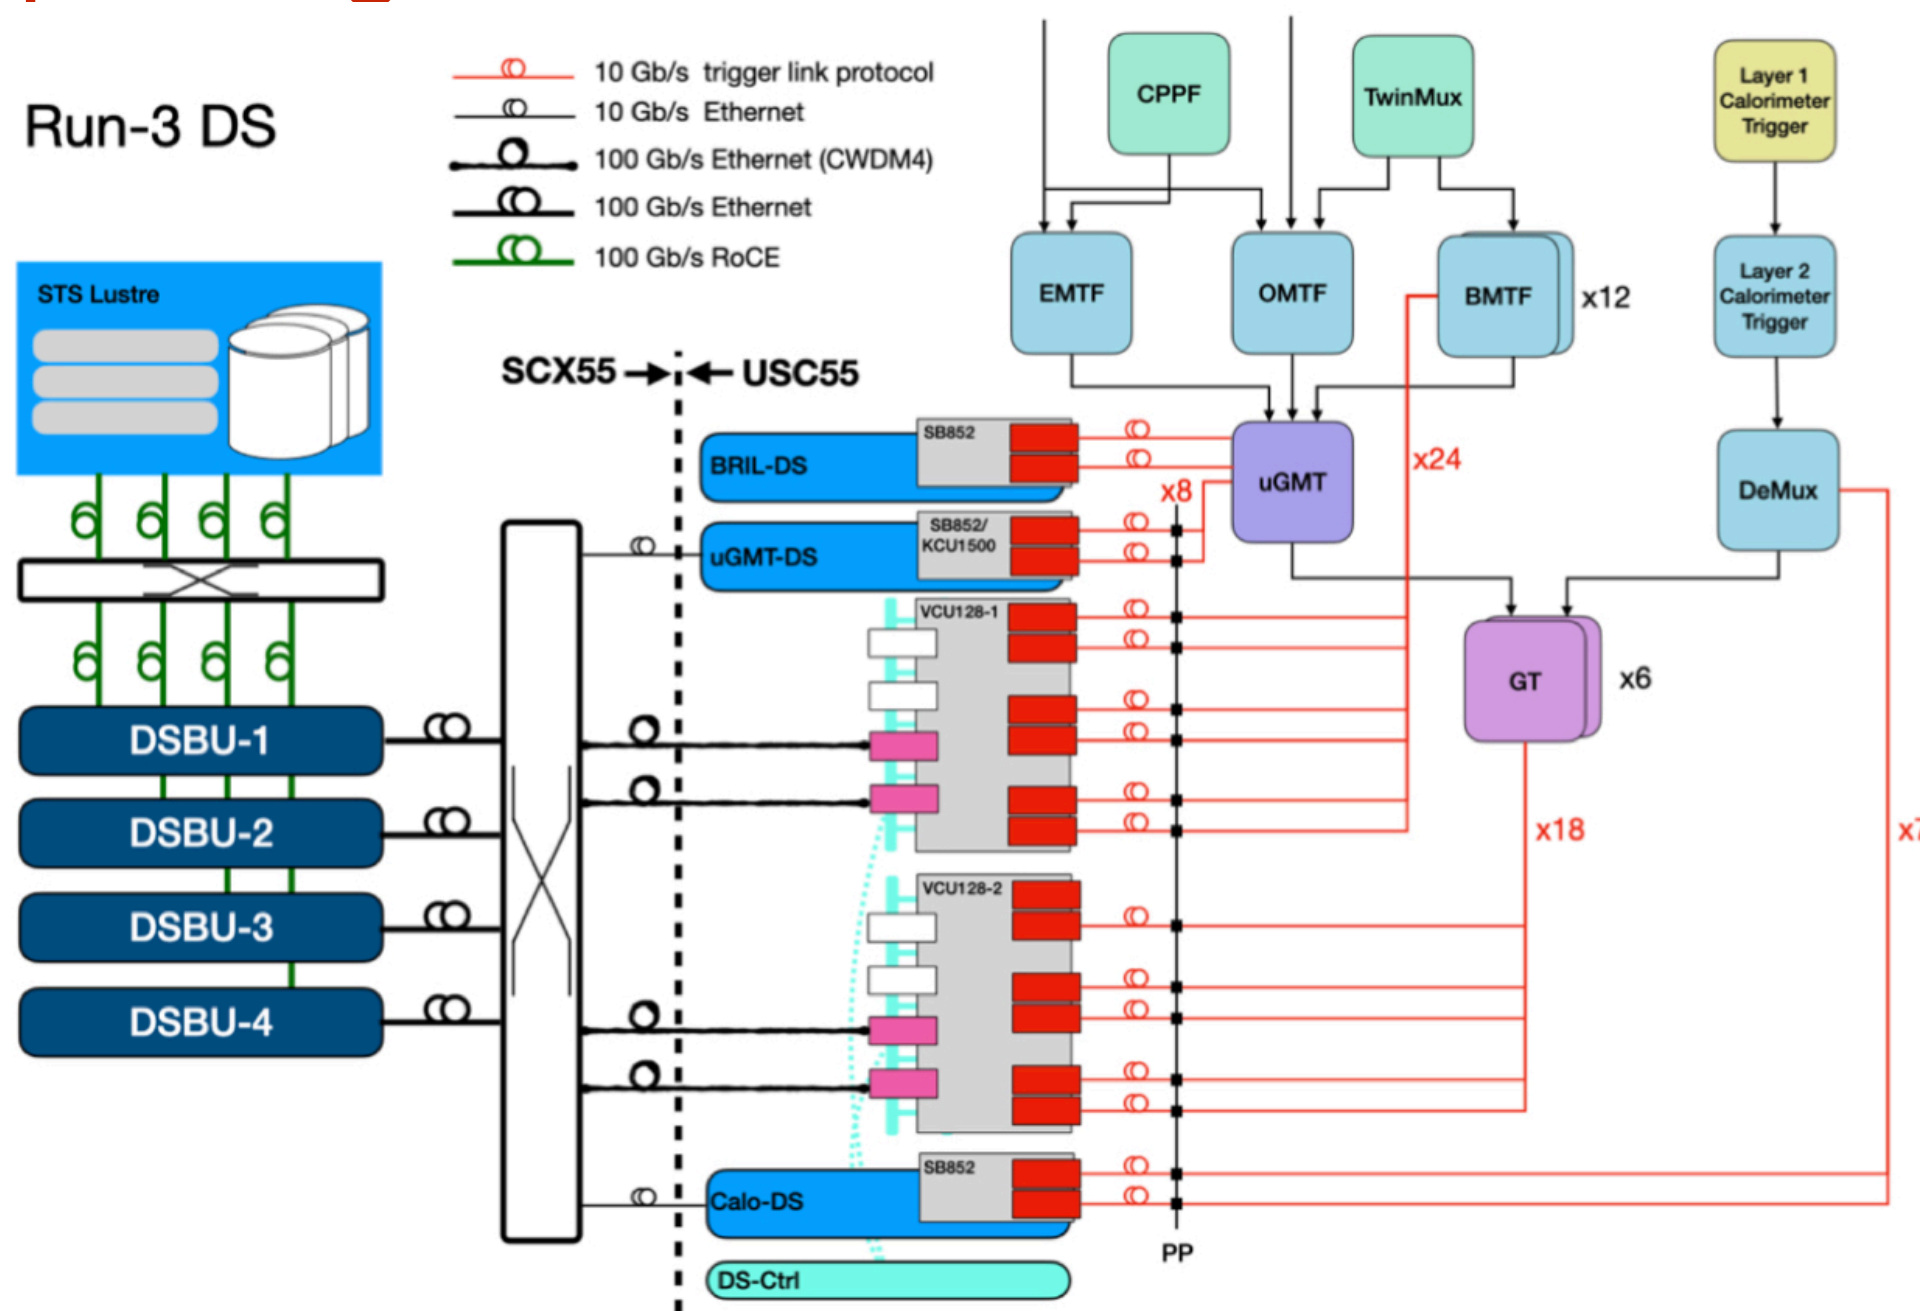 Run-3 DS
10 Gb/s trigger link protocol
10 Gb/s Ethernet
100 Gb/s Ethernet (CWDM4)
100 Gb/s Ethernet
100 Gb/s RoCE
CPPF
TwinMux
Layer 1
Calorimeter
Trigger
EMTF
OMTF
BMTF
x12
Layer 2
Calorimeter
Trigger
STS Lustre
SCX55
USC55
BRIL-DS
SB852
uGMT
x24
DeMux
x8
uGMT-DS
SB852/
KCU1500
VCU128-1
GT
x6
DSBU-1
DSBU-2
DSBU-3
DSBU-4
x18
x7
VCU128-2
SB852
Calo-DS
PP
DS-Ctrl